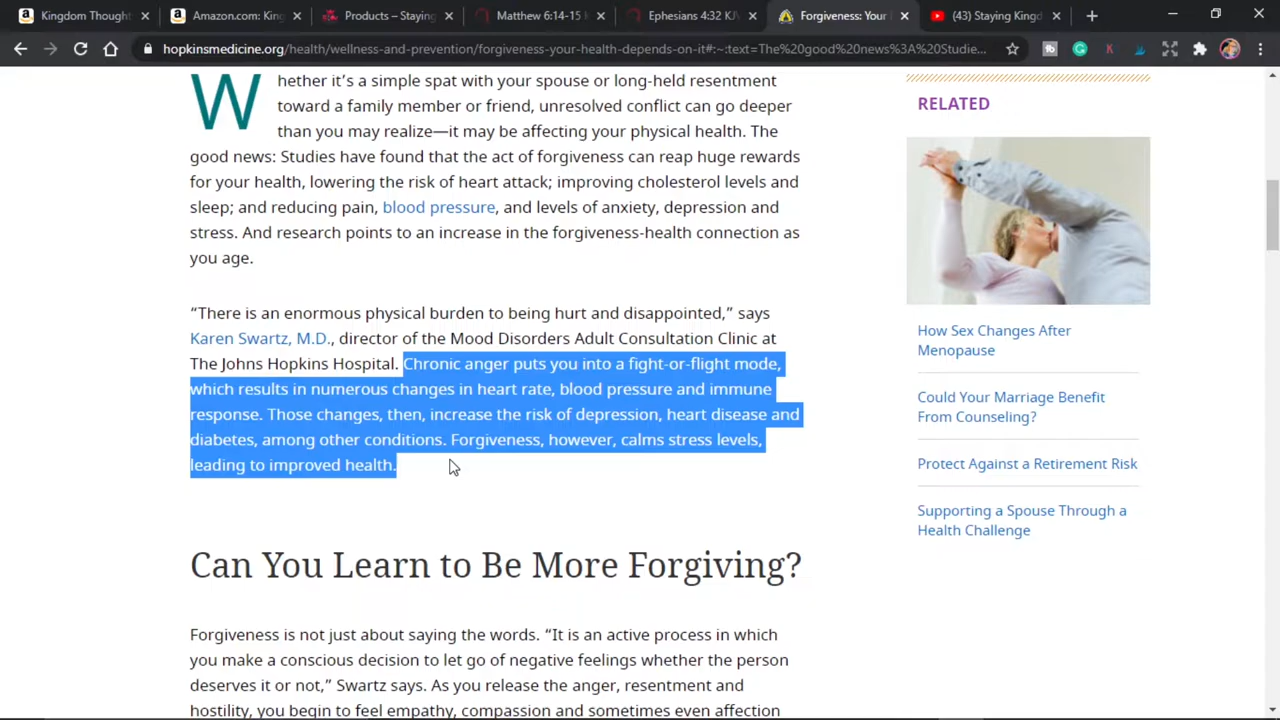 Kingdom Thought
Amazon.com: King
Products – Staying
Matthew 6:14-15
Ephesians 4:32 KJV
Forgiveness: Your
(43) Staying Kingd
hopkinsmedicine.org/health/wellness-and-prevention/forgiveness-your-health-depends-on-it#:~:text=The%20good%20news%3A%20Studie...
Whether it's a simple spat with your spouse or long-held resentment
toward a family member or friend, unresolved conflict can go deeper
than you may realize—it may be affecting your physical health. The
good news: Studies have found that the act of forgiveness can reap huge rewards
for your health, lowering the risk of heart attack; improving cholesterol levels and
sleep; and reducing pain, blood pressure, and levels of anxiety, depression and
stress. And research points to an increase in the forgiveness-health connection as
you age.
“There is an enormous physical burden to being hurt and disappointed,” says
Karen Swartz, M.D., director of the Mood Disorders Adult Consultation Clinic at
The Johns Hopkins Hospital. Chronic anger puts you into a fight-or-flight mode,
which results in numerous changes in heart rate, blood pressure and immune
response. Those changes, then, increase the risk of depression, heart disease and
diabetes, among other conditions. Forgiveness, however, calms stress levels,
leading to improved health.
Can You Learn to Be More Forgiving?
Forgiveness is not just about saying the words. “It is an active process in which
you make a conscious decision to let go of negative feelings whether the person
deserves it or not,” Swartz says. As you release the anger, resentment and
hostility, you begin to feel empathy, compassion and sometimes even affection
RELATED
How Sex Changes After
Menopause
Could Your Marriage Benefit
From Counseling?
Protect Against a Retirement Risk
Supporting a Spouse Through a
Health Challenge